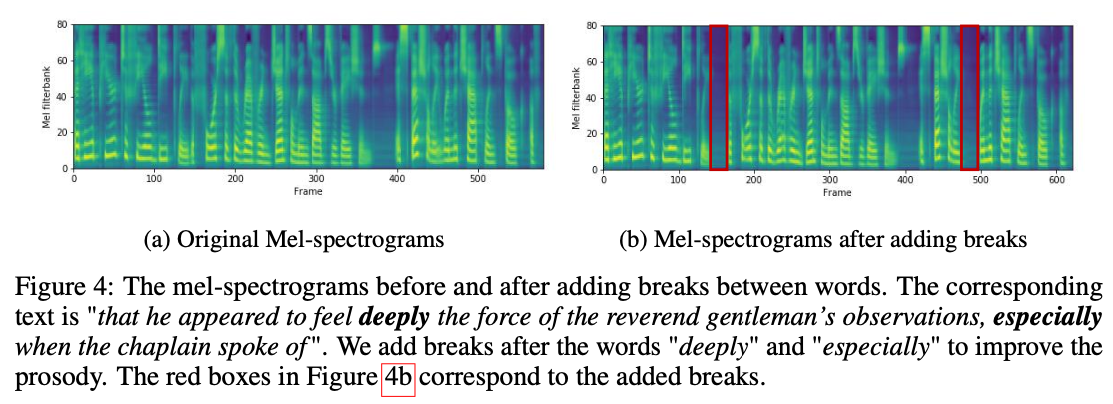 80
60
40
20
0
Mel filterbank
0 100 200 300 400 500
Frame
(a) Original Mel-spectrograms
80
60
40
20
0
Mel filterbank
0 100 200 300 400 500 600
Frame
(b) Mel-spectrograms after adding breaks
Figure 4: The mel-spectrograms before and after adding breaks between words. The corresponding
text is "that he appeared to feel deeply the force of the reverend gentleman’s observations, especially
when the chaplain spoke of". We add breaks after the words "deeply" and "especially" to improve the
prosody. The red boxes in Figure 4b correspond to the added breaks.